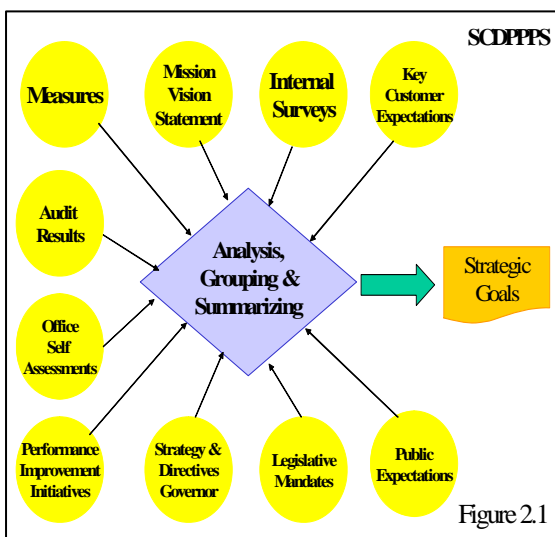 SCDPPPS
Measures
Mission
Vision
Statement
Internal
Surveys
Key
Customer
Expectations
Audit
Results
Analysis,
Grouping &
Summarizing
Strategic
Goals
Office
Self
Assessments
Performance
Improvement
Initiatives
Strategy &
Directives
Governor
Legislative
Mandates
Public
Expectations
Figure 2.1